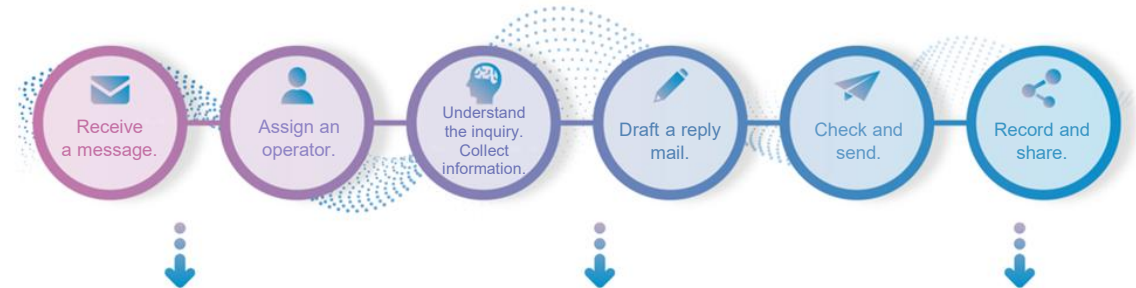 Receive
a message.
Assign an
operator.
Understand
the inquiry.
Collect
information.
Draft a reply
mail.
Check and
send.
Record and
share.